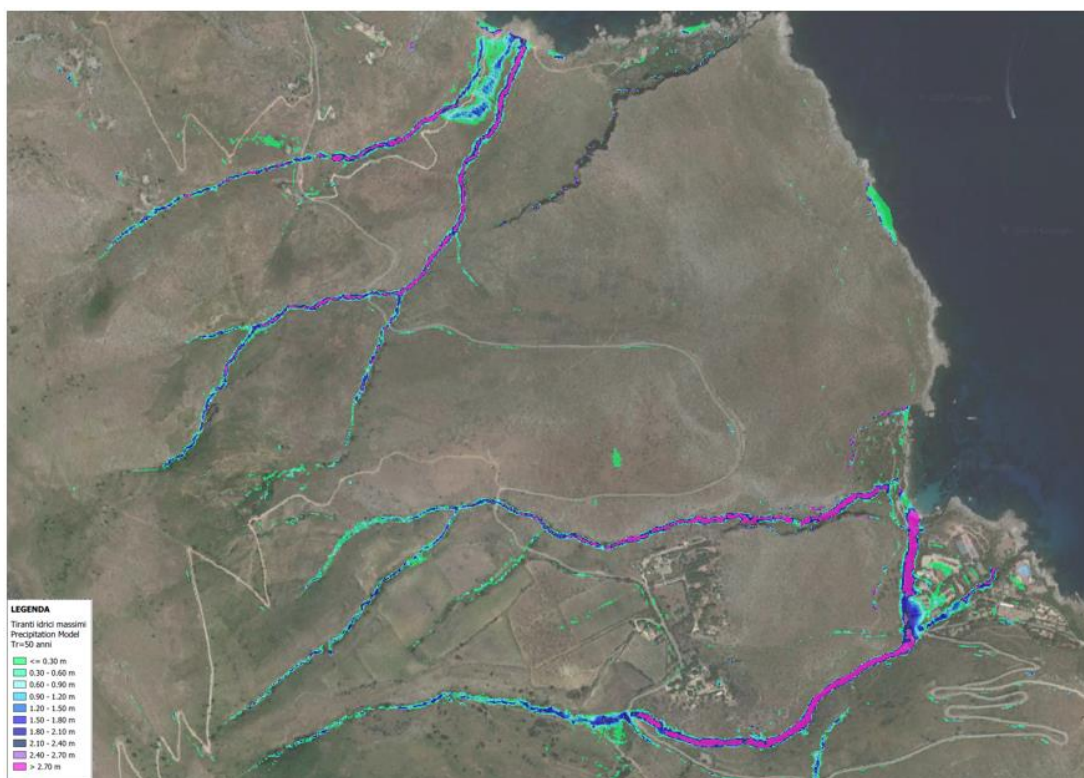 LEGENDA
Tiranti idrici massimi
Precipitation Model
Tr=50 anni
<= 0.30 m
0.30 - 0.60 m
0.60 - 0.90 m
0.90 - 1.20 m
1.20 - 1.50 m
1.50 - 1.80 m
1.80 - 2.10 m
2.10 - 2.40 m
2.40 - 2.70 m
> 2.70 m